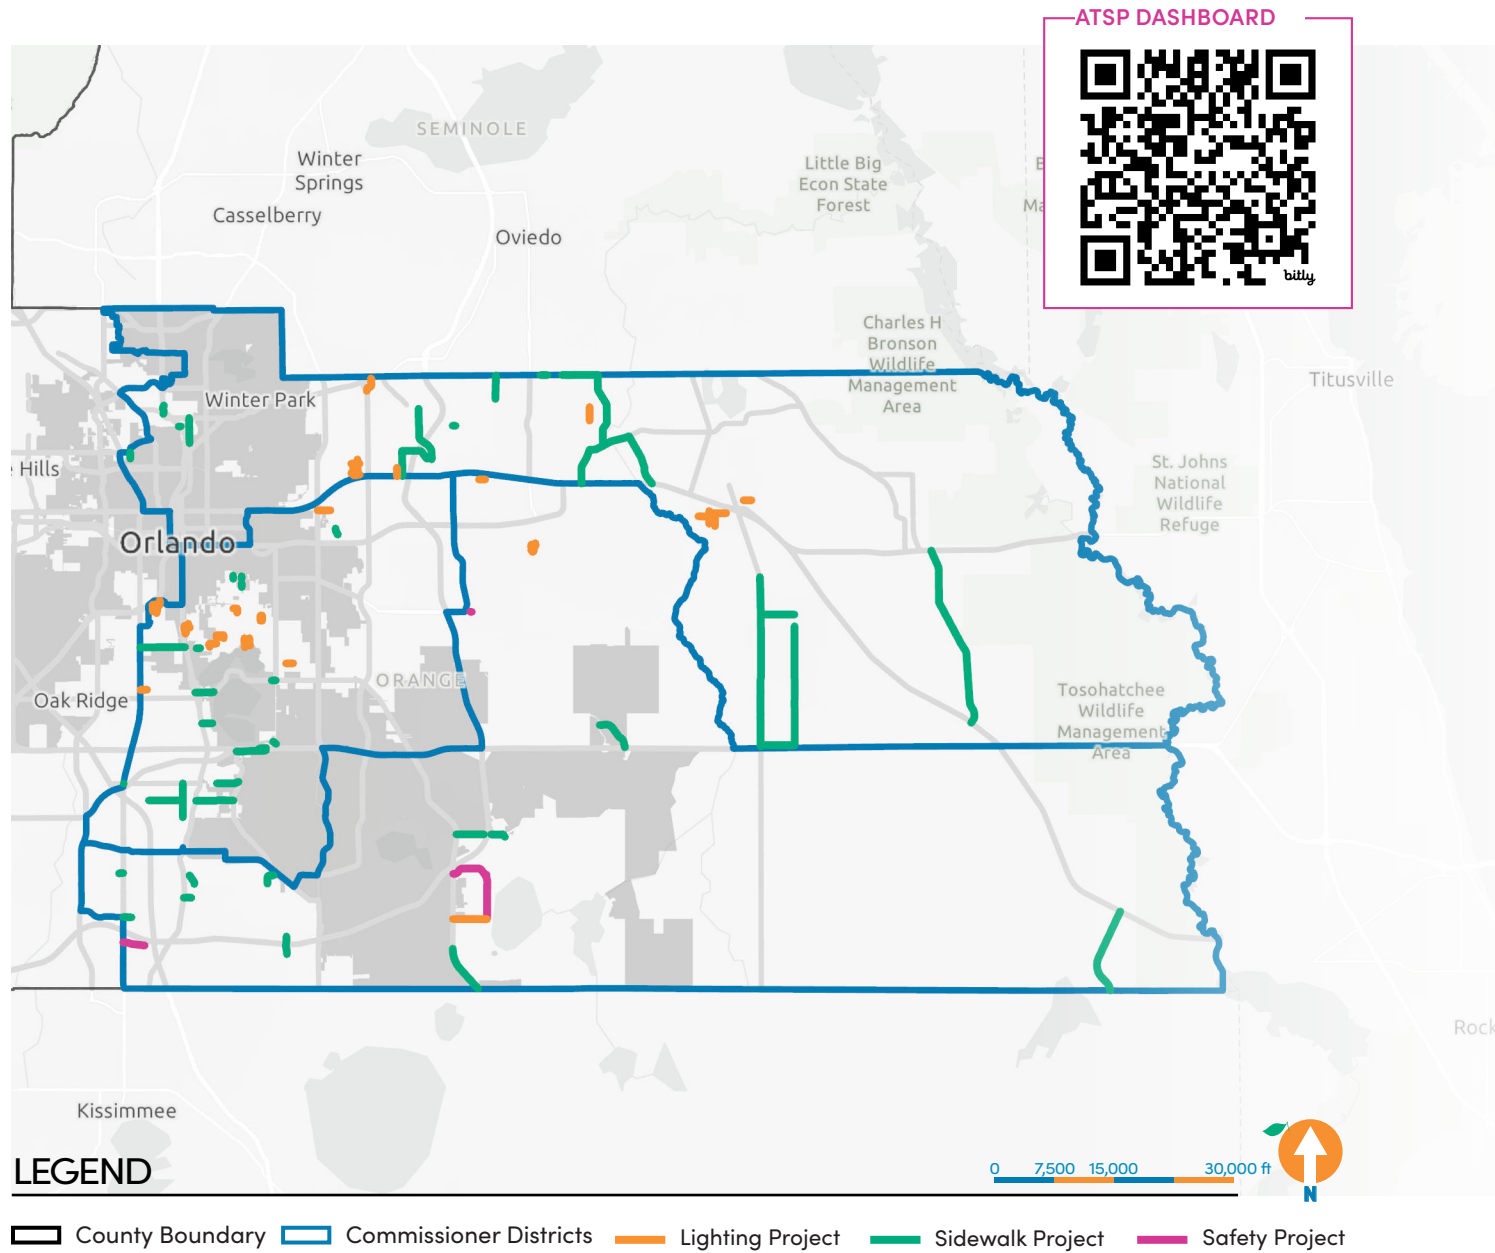 ATSP DASHBOARD
bitly
SEMINOLE
Winter
Springs
Casselberry
Oviedo
Little Big
Econ State
Forest
B
Ma
Charles H
Bronson
Wildlife
Management
Area
Titusville
Winter Park
Hills
St. Johns
National
Wildlife
Refuge
Orlando
ORANGE
Oak Ridge
Tosohatchee
Wildlife
Management
Area
Rock
Kissimmee
LEGEND
0 7,500 15,000 30,000 ft
N
County Boundary Commissioner Districts Lighting Project Sidewalk Project Safety Project